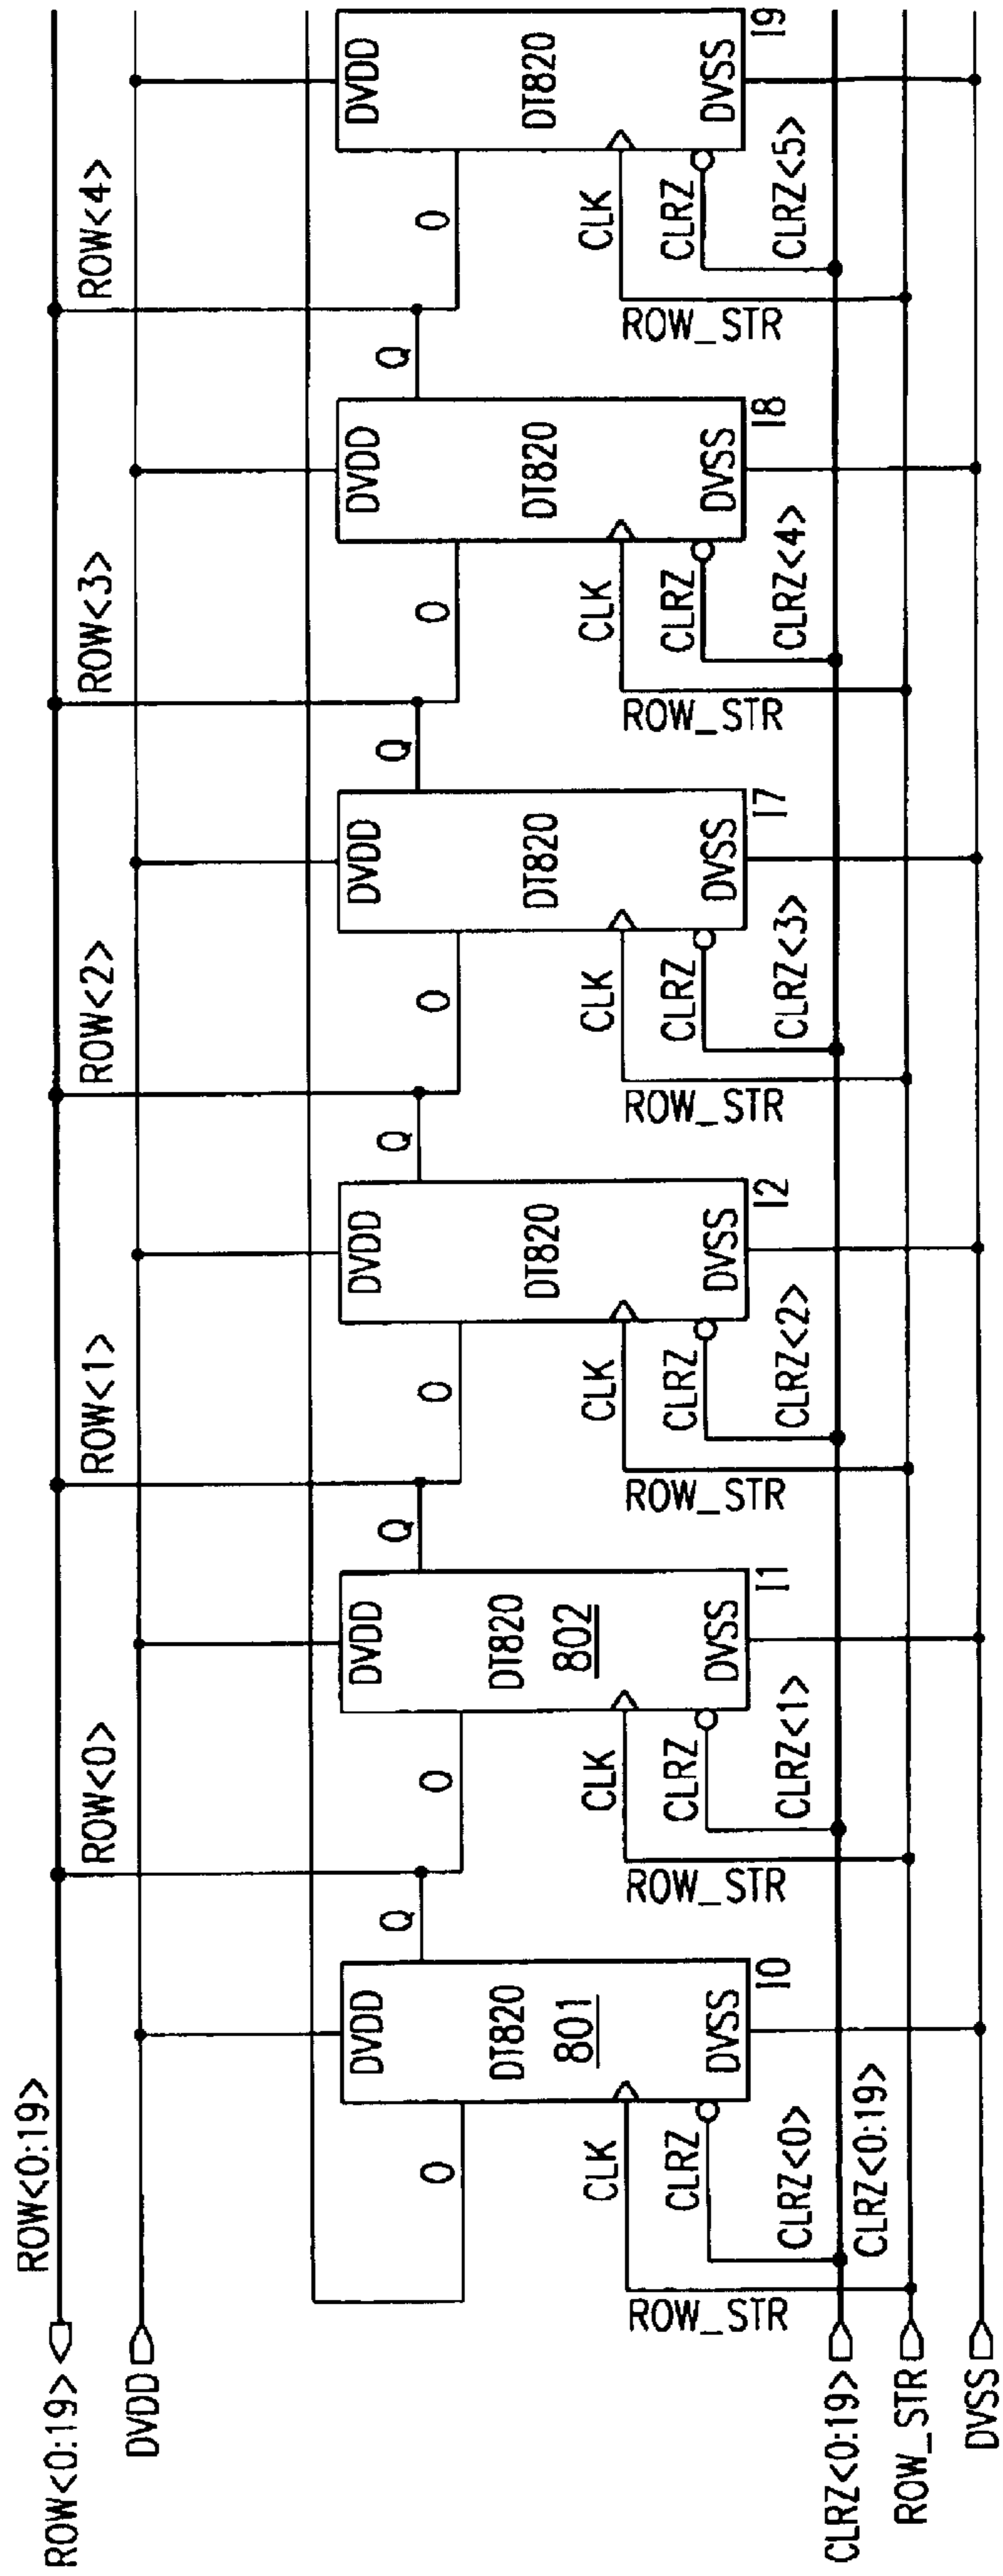 ROW<0:19>
ROW<0:19>
DVDD
CLRZ<0:19>
CLRZ<0:19>
ROW_STR
DVSS
O
CLK
CLRZ
CLRZ<0>
ROW_STR
DVDD
DT820
801
DVSS
I0
Q
ROW<0>
O
CLK
CLRZ
CLRZ<1>
ROW_STR
DVDD
DT820
802
DVSS
I1
Q
ROW<1>
O
CLK
CLRZ
CLRZ<2>
ROW_STR
DVDD
DT820
DVSS
I2
Q
ROW<2>
O
CLK
CLRZ
CLRZ<3>
ROW_STR
DVDD
DT820
DVSS
I7
Q
ROW<3>
O
CLK
CLRZ
CLRZ<4>
ROW_STR
DVDD
DT820
DVSS
I8
Q
ROW<4>
O
CLK
CLRZ
CLRZ<5>
ROW_STR
DVDD
DT820
DVSS
I9